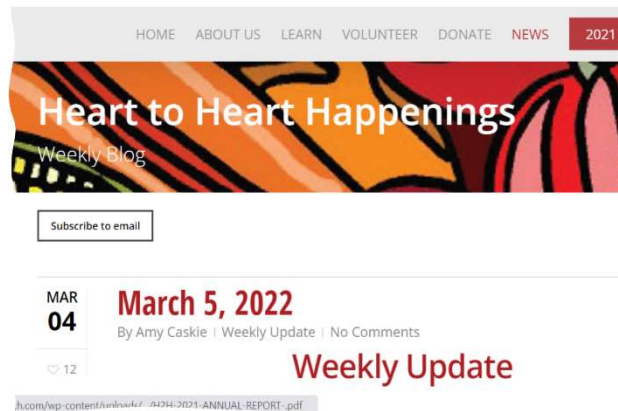 HOME ABOUT US LEARN VOLUNTEER DONATE NEWS 2021
Heart to Heart Happenings
Weekly Blog
Subscribe to email
MAR
04
March 5, 2022
By Amy Caskie | Weekly Update | No Comments
12
Weekly Update
h.com/wp-content/uploads/.../H2H-2021-ANNUAL-REPORT-.pdf